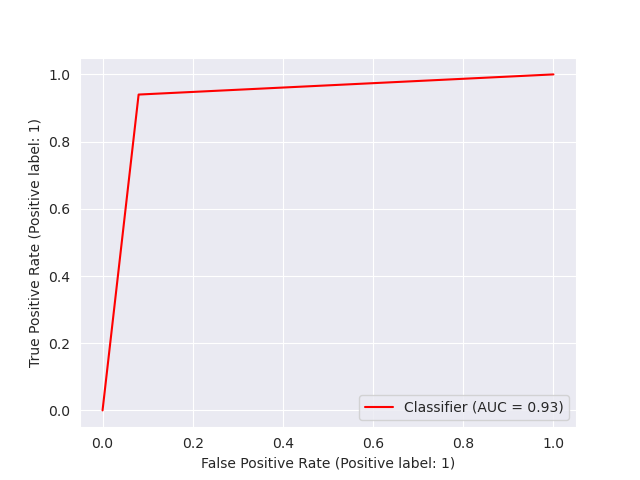 1.0
0.8
0.6
0.4
0.2
0.0
True Positive Rate (Positive label: 1)
Classifier (AUC = 0.93)
0.0 0.2 0.4 0.6 0.8 1.0
False Positive Rate (Positive label: 1)